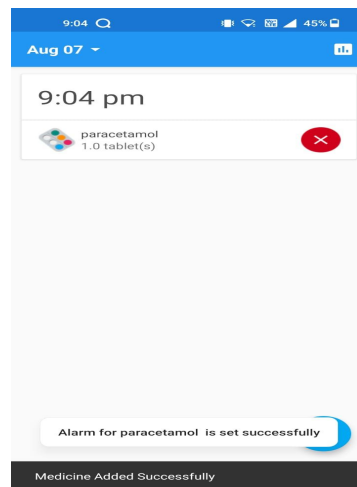 9:04
45%
Aug 07
9:04 pm
paracetamol
1.0 tablet(s)
Alarm for paracetamol is set successfully
Medicine Added Successfully